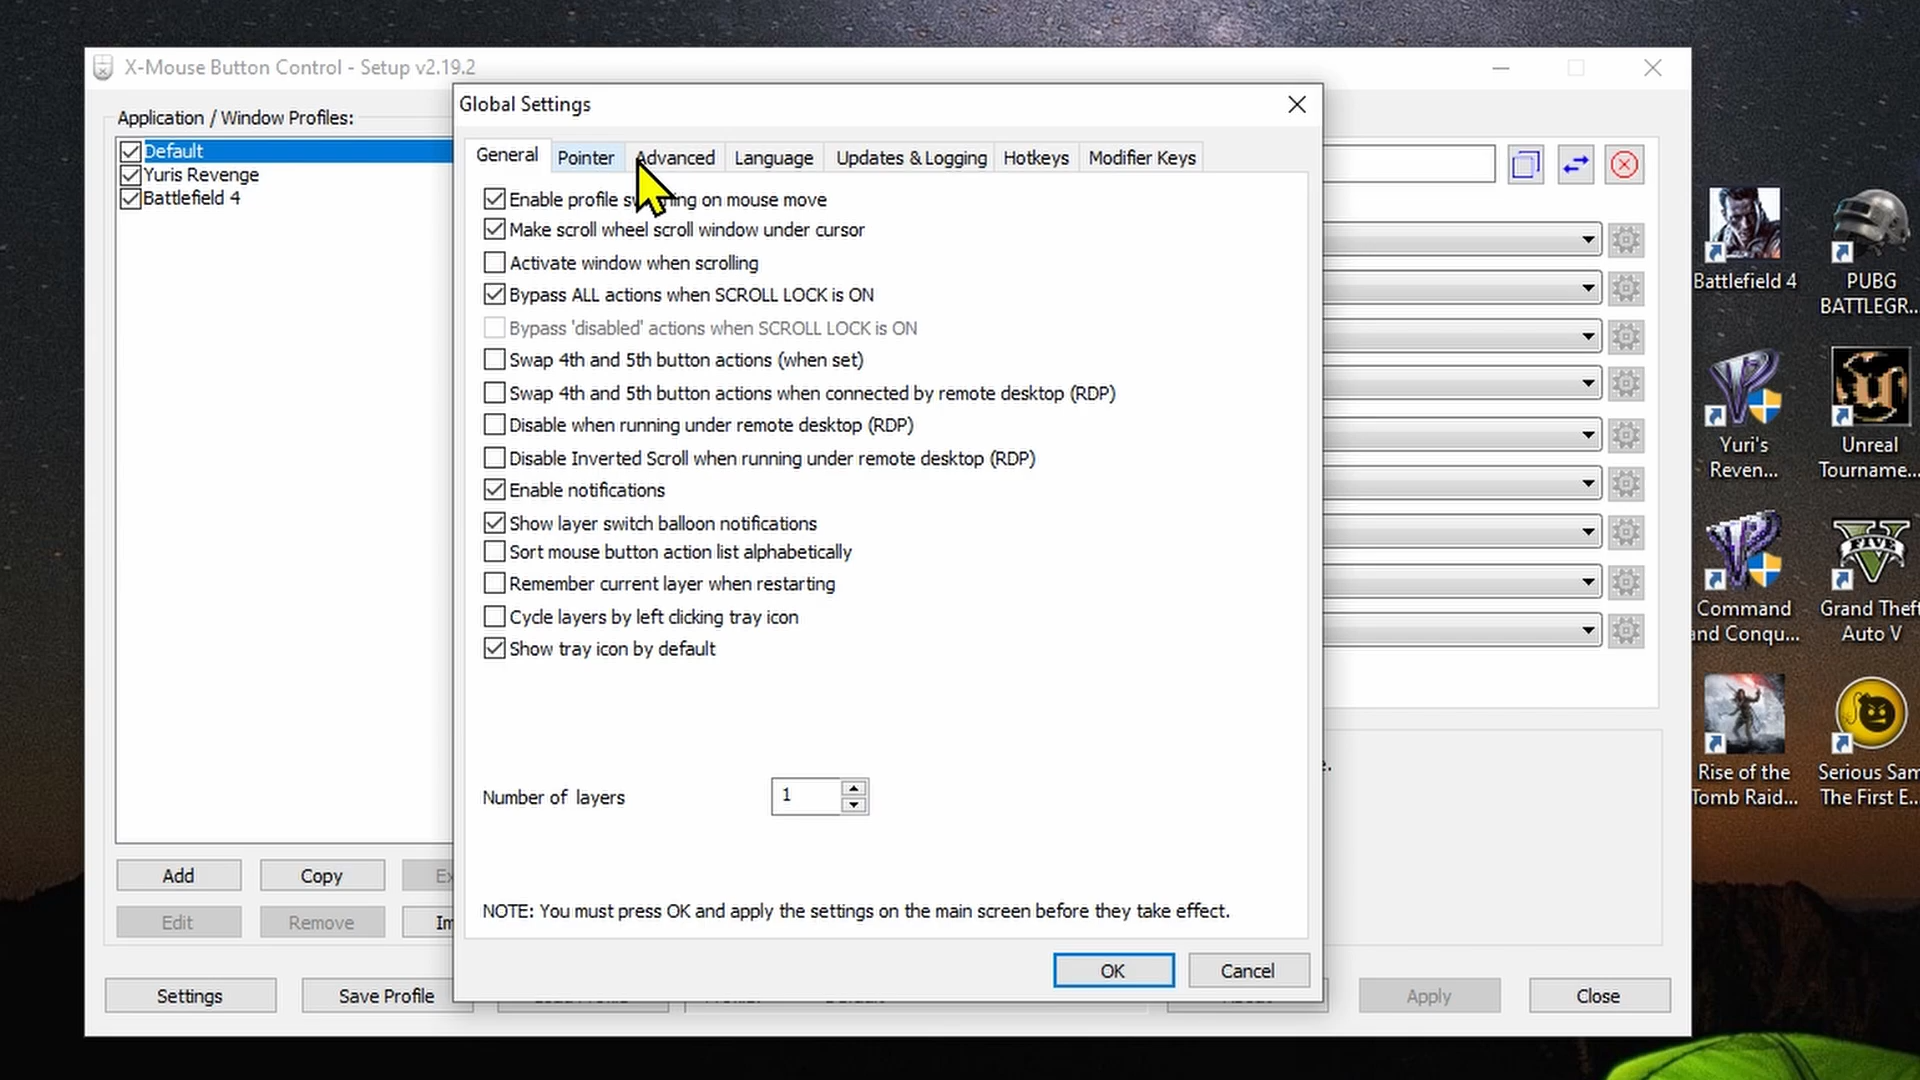 X-Mouse Button Control - Setup v2.19.2
Application / Window Profiles:
Default
Yuris Revenge
Battlefield 4
Add
Copy
Ex
Edit
Remove
Im
Settings
Save Profile
Apply
Close
Global Settings
General
Pointer
Advanced
Language
Updates & Logging
Hotkeys
Modifier Keys
Enable profile sw ing on mouse move
Make scroll wheel scroll window under cursor
Activate window when scrolling
Bypass ALL actions when SCROLL LOCK is ON
Bypass 'disabled' actions when SCROLL LOCK is ON
Swap 4th and 5th button actions (when set)
Swap 4th and 5th button actions when connected by remote desktop (RDP)
Disable when running under remote desktop (RDP)
Disable Inverted Scroll when running under remote desktop (RDP)
Enable notifications
Show layer switch balloon notifications
Sort mouse button action list alphabetically
Remember current layer when restarting
Cycle layers by left clicking tray icon
Show tray icon by default
Number of layers
1
NOTE: You must press OK and apply the settings on the main screen before they take effect.
OK
Cancel
e.
Battlefield 4
PUBG
BATTLEGR...
Yuri's
Reven...
Unreal
Tourname...
Command
and Conqu...
FIVE
Grand Theft
Auto V
Rise of the
Tomb Raid...
Serious Sam
The First E...